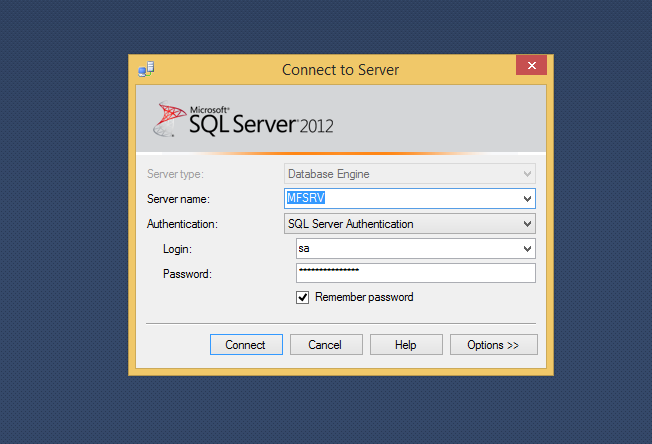 Connect to Server
Microsoft®
SQL Server 2012
Server type: Database Engine
Server name: MFSRV
Authentication: SQL Server Authentication
Login: sa
Password: ***************
Remember password
Connect Cancel Help Options >>